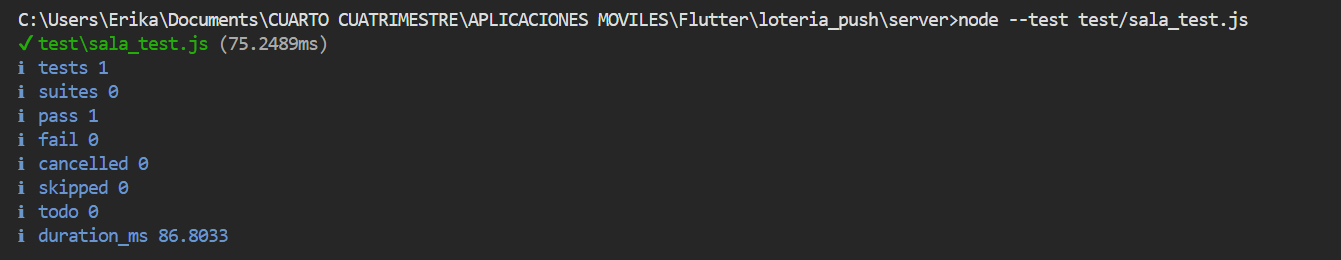 C:\Users\Erika\Documents\CUARTO CUATRIMESTRE\APLICACIONES MOVILES\Flutter\loteria_push\server>node --test test/sala_test.js
✓ test\sala_test.js (75.2489ms)
ℹ tests 1
ℹ suites 0
ℹ pass 1
ℹ fail 0
ℹ cancelled 0
ℹ skipped 0
ℹ todo 0
ℹ duration_ms 86.8033